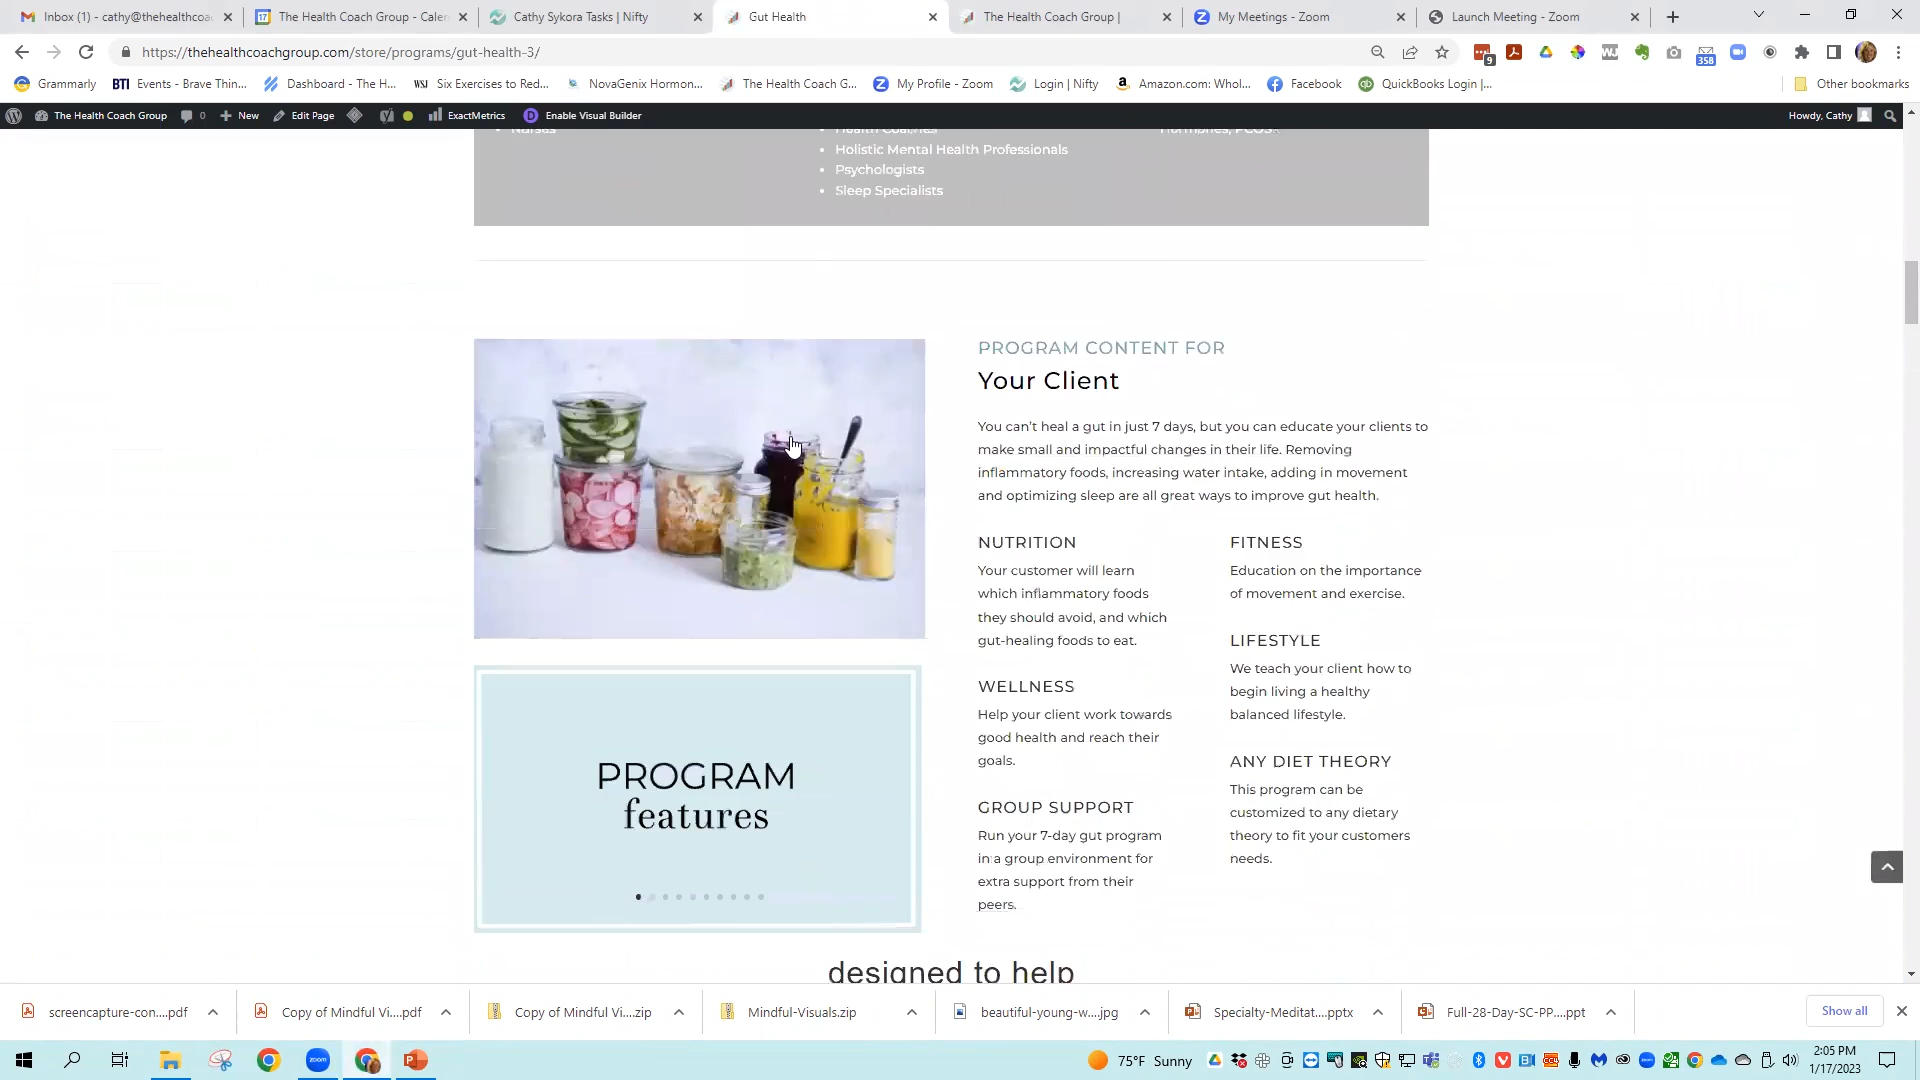 Inbox (1) - cathy@thehealthcoa
The Health Coach Group - Caler
Cathy Sykora Tasks | Nifty
Gut Health
The Health Coach Group |
My Meetings - Zoom
Launch Meeting - Zoom
https://thehealthcoachgroup.com/store/programs/gut-health-3/
9
358
Grammarly
BTI Events - Brave Thin...
Dashboard - The H...
WSJ Six Exercises to Red...
NovaGenix Hormon...
The Health Coach G...
My Profile - Zoom
Login | Nifty
Amazon.com: Whol...
Facebook
QuickBooks Login |...
Other bookmarks
The Health Coach Group
0
New
Edit Page
ExactMetrics
Enable Visual Builder
Howdy, Cathy
Nurses
Health Coaches
Hormones, PCOS
Holistic Mental Health Professionals
Psychologists
Sleep Specialists
PROGRAM CONTENT FOR
Your Client
You can't heal a gut in just 7 days, but you can educate your clients to
make small and impactful changes in their life. Removing
inflammatory foods, increasing water intake, adding in movement
and optimizing sleep are all great ways to improve gut health.
NUTRITION
Your customer will learn
which inflammatory foods
they should avoid, and which
gut-healing foods to eat.
WELLNESS
Help your client work towards
good health and reach their
goals.
GROUP SUPPORT
Run your 7-day gut program
in a group environment for
extra support from their
peers.
FITNESS
Education on the importance
of movement and exercise.
LIFESTYLE
We teach your client how to
begin living a healthy
balanced lifestyle.
ANY DIET THEORY
This program can be
customized to any dietary
theory to fit your customers
needs.
PROGRAM
features
designed to help
screencapture-con....pdf
Copy of Mindful Vi....pdf
Copy of Mindful Vi....zip
Mindful-Visuals.zip
beautiful-young-w....jpg
Specialty-Meditat....pptx
Full-28-Day-SC-PP....ppt
Show all
75°F Sunny
2:05 PM
1/17/2023